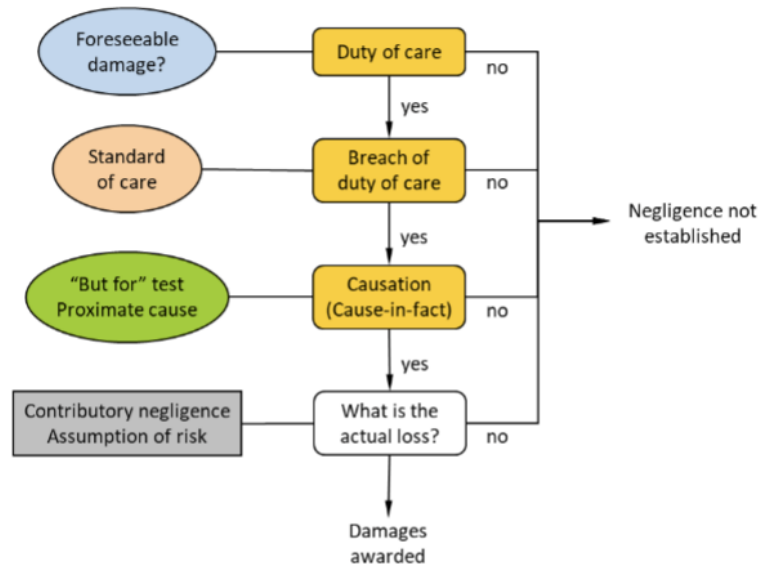 Foreseeable
damage?
Duty of care
no
yes
Standard
of care
Breach of
duty of care
no
Negligence not
established
yes
“But for” test
Proximate cause
Causation
(Cause-in-fact)
no
yes
Contributory negligence
Assumption of risk
What is the
actual loss?
no
Damages
awarded